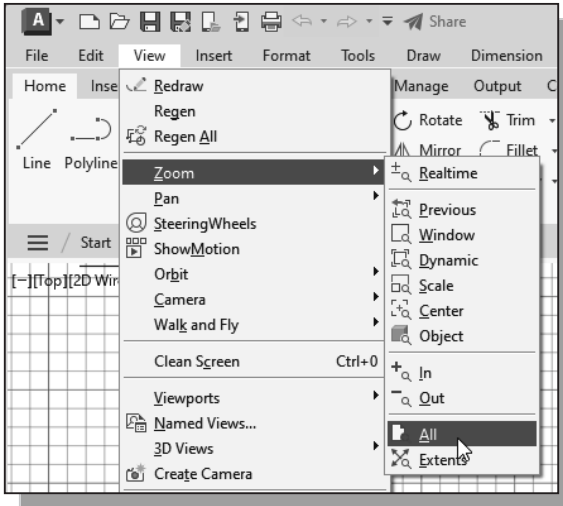 A Share
File Edit View Insert Format Tools Draw Dimension
Home Inse Manage Output C
Redraw
Regen
Regen All
Rotate Trim
Mirror Fillet
Line Polyline
Zoom
Realtime
Pan
Previous
SteeringWheels
Window
Start
ShowMotion
Dynamic
[−][Top][2D Wir
Orbit
Scale
Camera
Center
Walk and Fly
Object
Clean Screen Ctrl+0
In
Viewports
Out
Named Views...
All
3D Views
Extents
Create Camera